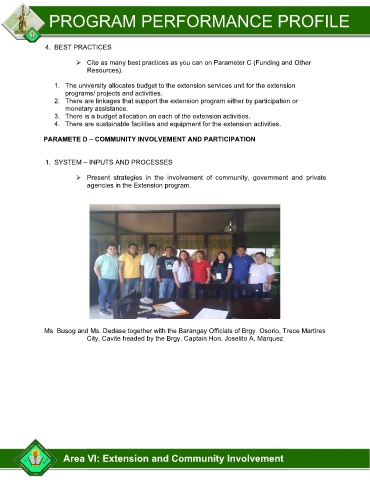 PROGRAM PERFORMANCE PROFILE
4. BEST PRACTICES
➢ Cite as many best practices as you can on Parameter C (Funding and Other
Resources).
1. The university allocates budget to the extension services unit for the extension
programs/ projects and activities.
2. There are linkages that support the extension program either by participation or
monetary assistance.
3. There is a budget allocation on each of the extension activities.
4. There are sustainable facilities and equipment for the extension activities.
PARAMETE D – COMMUNITY INVOLVEMENT AND PARTICIPATION
1. SYSTEM – INPUTS AND PROCESSES
➢ Present strategies in the involvement of community, government and private
agencies in the Extension program.
Ms. Busog and Ms. Dedase together with the Barangay Officials of Brgy. Osorio, Trece Martires
City, Cavite headed by the Brgy. Captain Hon. Joselito A. Marquez
Area VI: Extension and Community Involvement